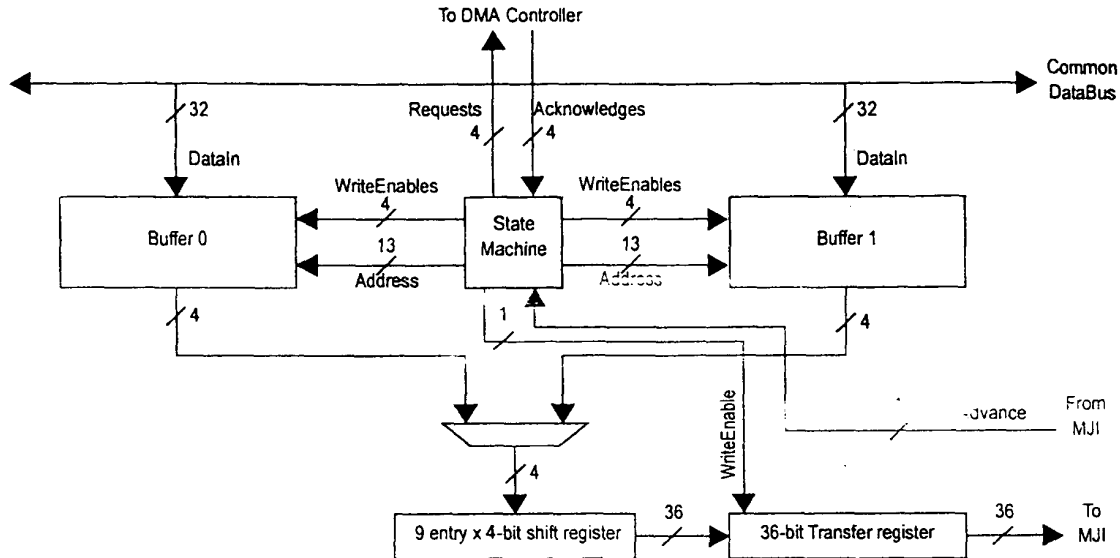 To DMA Controller
Common
DataBus
32
Requests
4
Acknowledges
4
32
DataIn
DataIn
WriteEnables
4
WriteEnables
4
Buffer 0
State
Machine
Buffer 1
13
Address
13
Address
4
1
4
WriteEnable
From
MJI
4
9 entry x 4-bit shift register
36
36-bit Transfer register
36
To
MJI